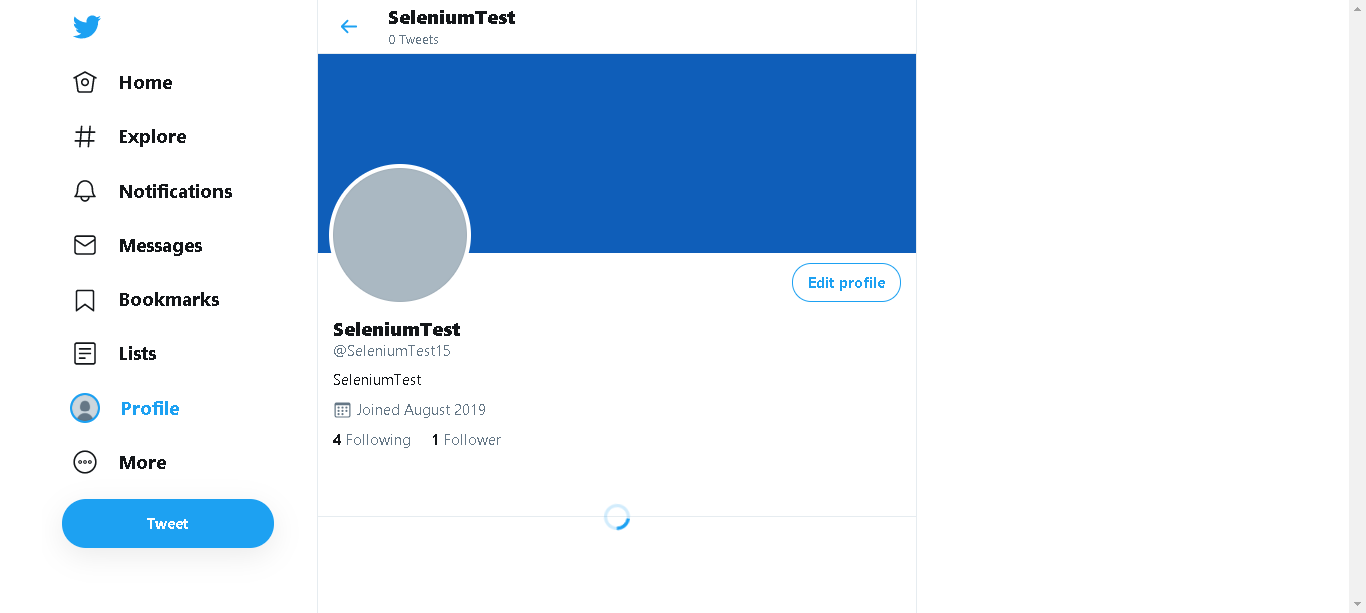 SeleniumTest
0 Tweets
Home
Explore
Notifications
Messages
Bookmarks
Lists
Profile
More
Tweet
Edit profile
SeleniumTest
@SeleniumTest15
SeleniumTest
Joined August 2019
4 Following 1 Follower